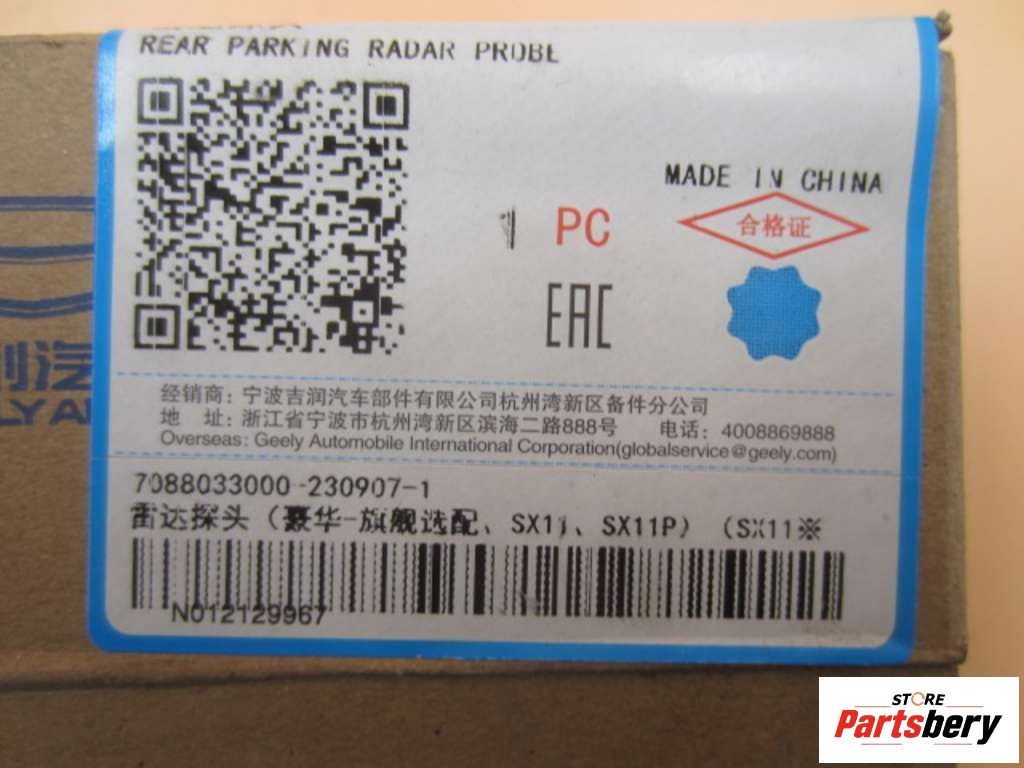 REAR PARKING RADAR PROBE
MADE IN CHINA
1 PC
合格证
EAC
经销商：宁波吉润汽车部件有限公司杭州湾新区备件分公司
地 址：浙江省宁波市杭州湾新区滨海二路888号 电话：4008869888
Overseas: Geely Automobile International Corporation(globalservice@geely.com)
7088033000-230907-1
雷达探头（豪华-旗舰选配、SX11、SX11P）（SX11※
N012129967
STORE
Partsbery